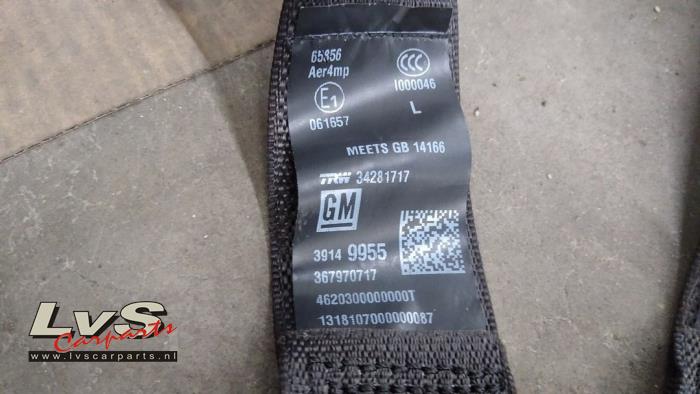 65856
Aer4mp
E1
061657
CCC
I000046
L
MEETS GB 14166
TRW 34281717
GM
3914 9955
367970717
4620300000000T
1318107000000087
LvS
Carparts
www.lvscarparts.nl